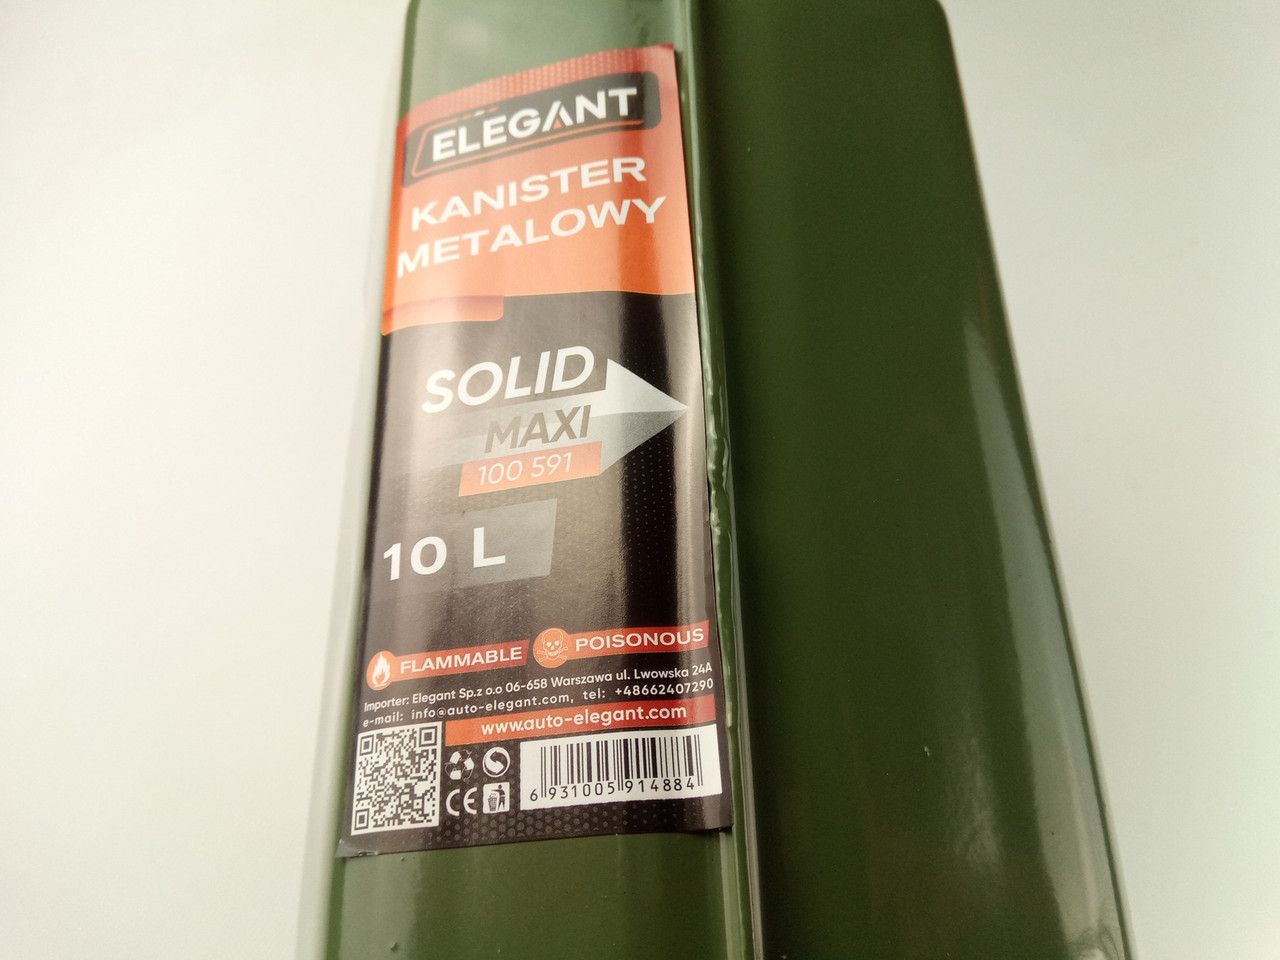 ELEGANT
KANISTER
METALOWY
SOLID
MAXI
100 591
10 L
FLAMMABLE POISONOUS
Importer: Elegant Sp.z o.o 06-658 Warszawa ul. Lwowska 24A
e-mail: info@auto-elegant.com, tel: +48662407290
www.auto-elegant.com
CE
6 931005 914884